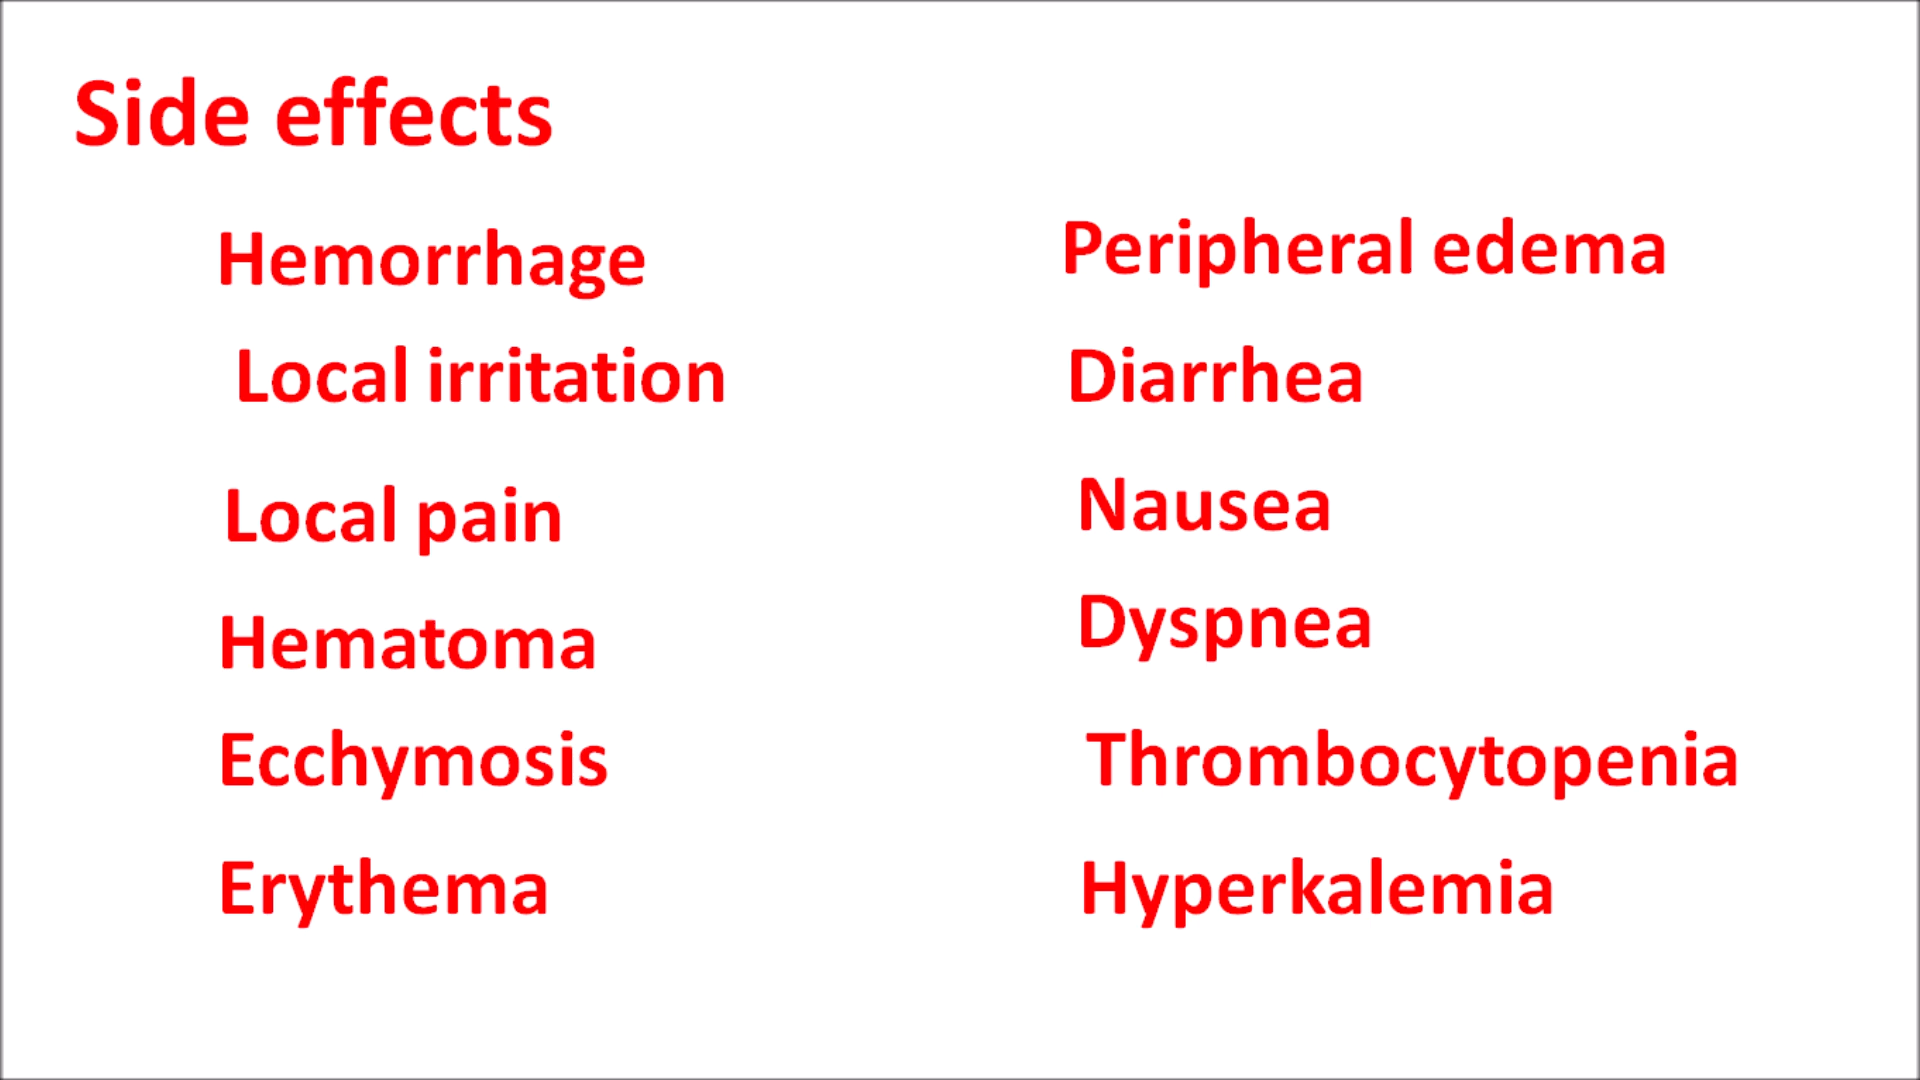 Side effects
Hemorrhage
Local irritation
Local pain
Hematoma
Ecchymosis
Erythema
Peripheral edema
Diarrhea
Nausea
Dyspnea
Thrombocytopenia
Hyperkalemia